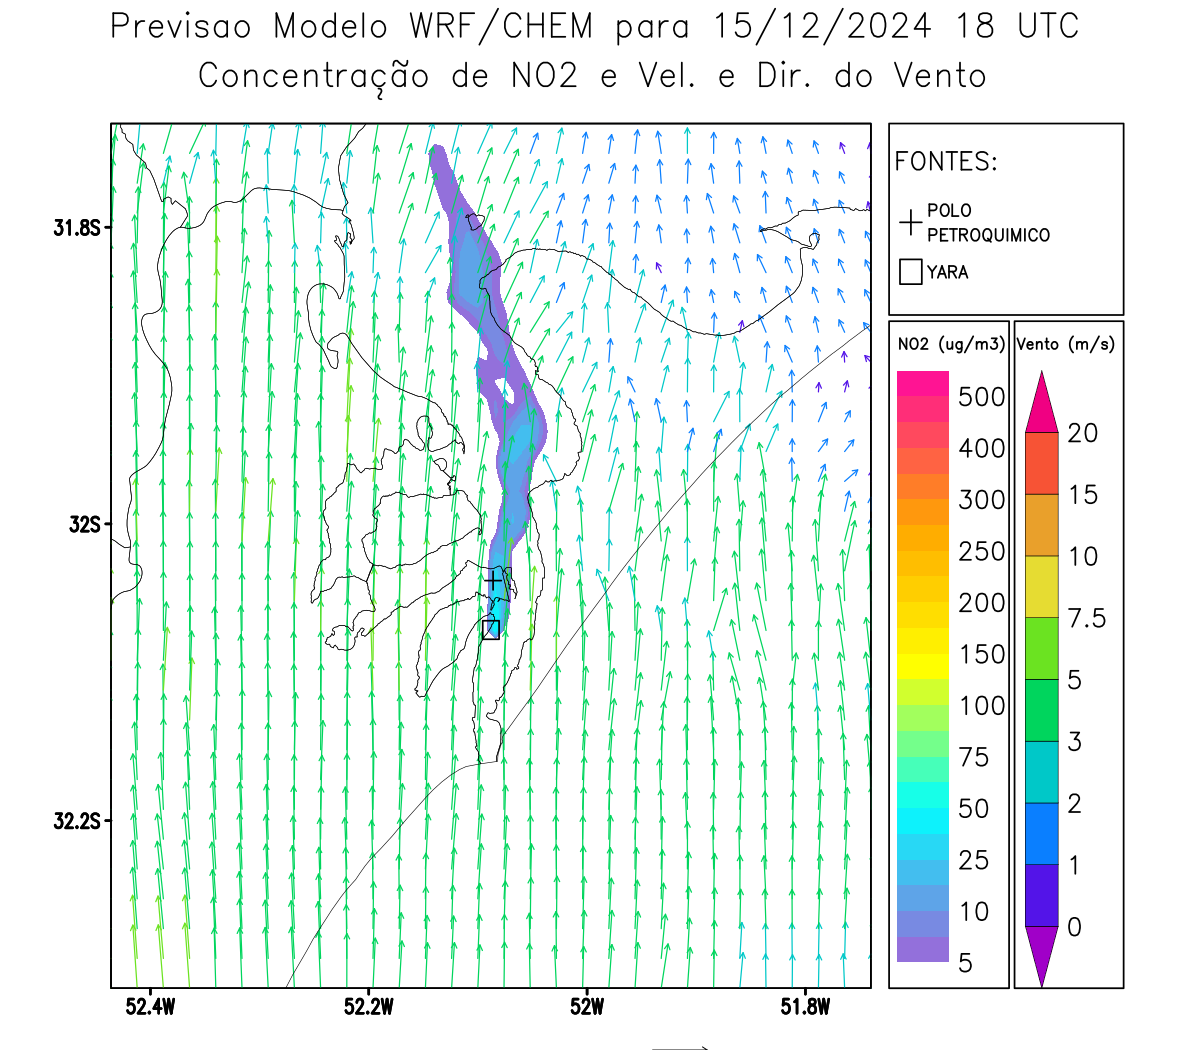 Previsao Modelo WRF/CHEM para 15/12/2024 18 UTC
Concentração de NO2 e Vel. e Dir. do Vento
FONTES:
POLO
PETROQUIMICO
YARA
NO2 (ug/m3)
500
400
300
250
200
150
100
75
50
25
10
5
Vento (m/s)
20
15
10
7.5
5
3
2
1
0
31.8S
32S
32.2S
52.4W
52.2W
52W
51.8W